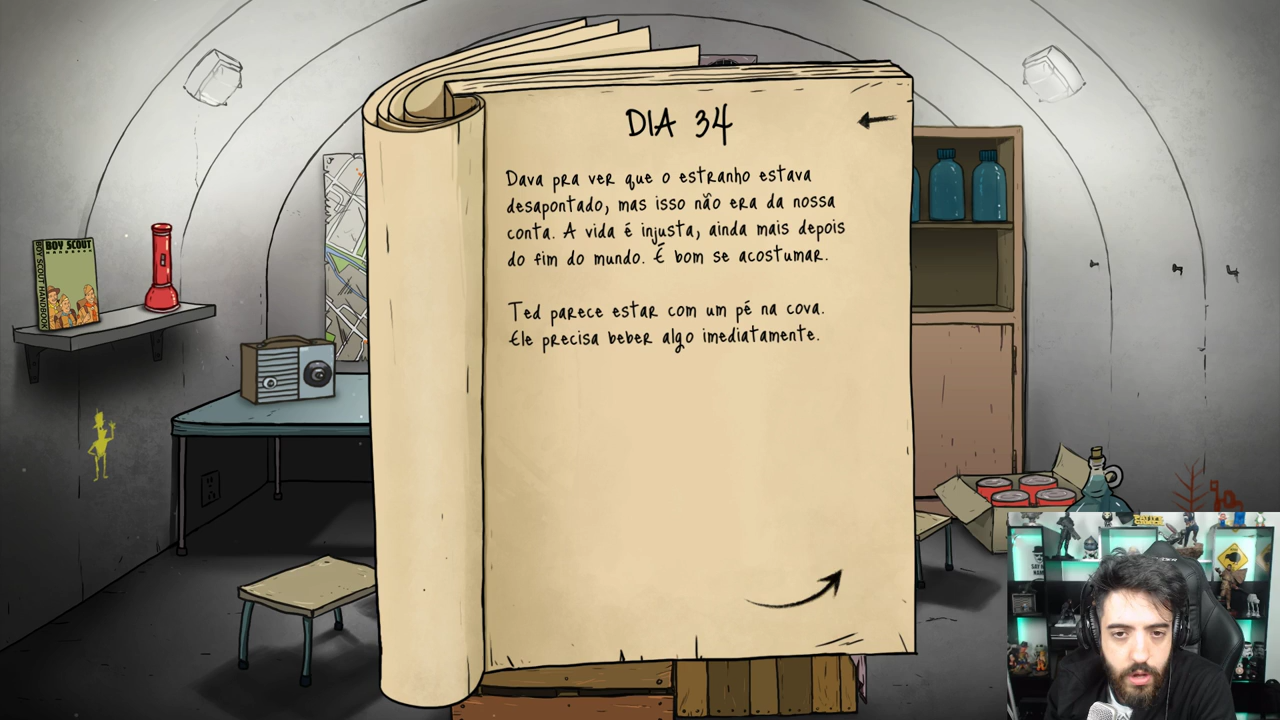 DIA 34
Dava pra ver que o estranho estava
desapontado, mas isso não era da nossa
conta. A vida é injusta, ainda mais depois
do fim do mundo. É bom se acostumar.
Ted parece estar com um pé na cova.
Ele precisa beber algo imediatamente.
BOY SCOUT
BOY SCOUT HANDBOOK